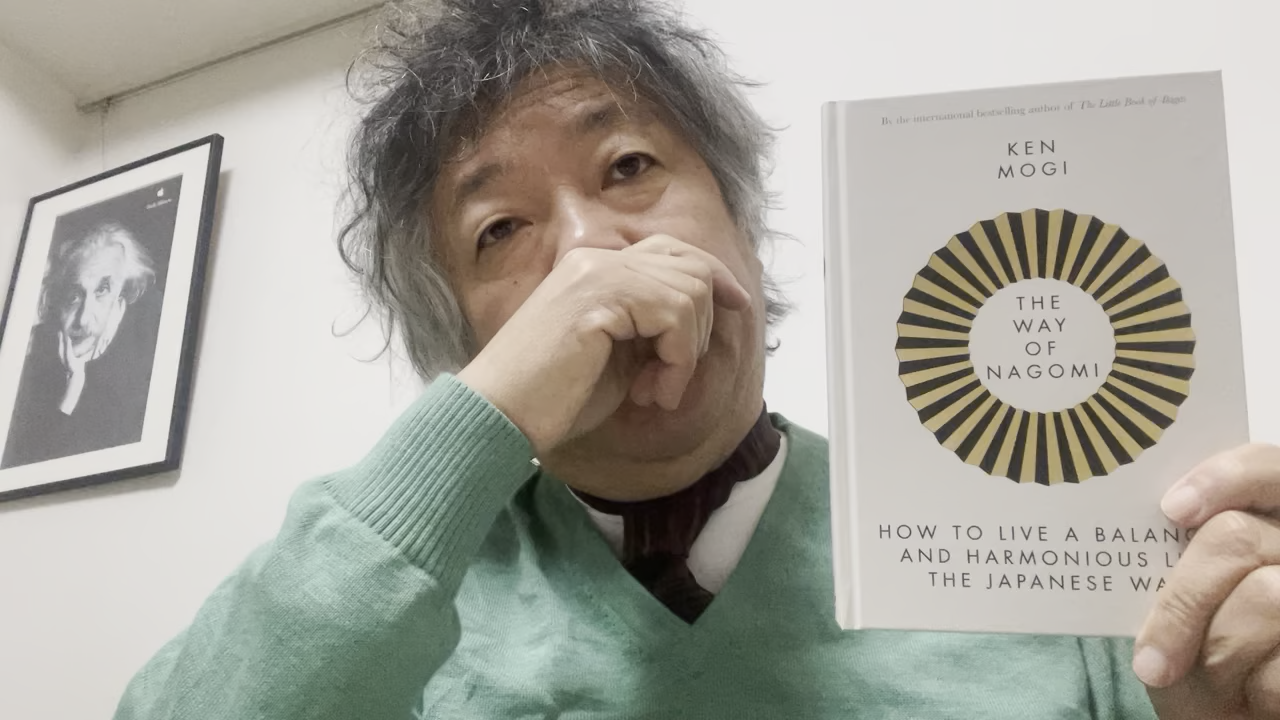 By the international bestselling author of The Little Book of Ikigai
KEN
MOGI
THE
WAY
OF
NAGOMI
HOW TO LIVE A BALANC
AND HARMONIOUS L
THE JAPANESE WA